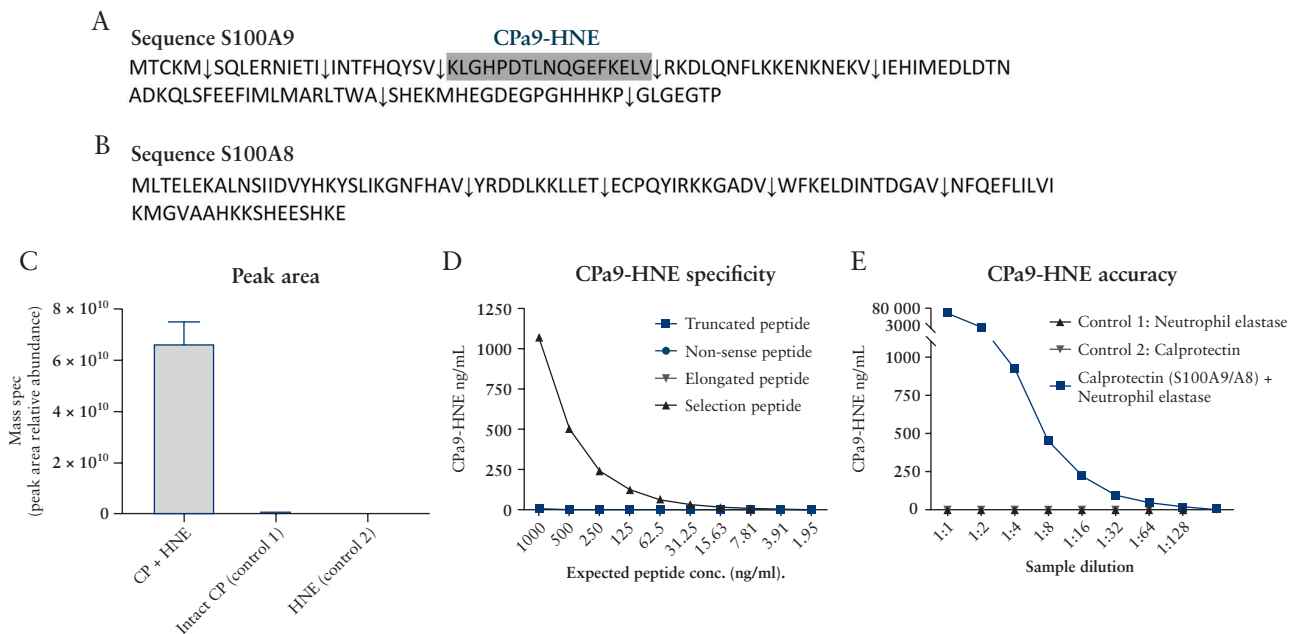 A
Sequence S100A9
CPa9-HNE
MTCKM↓SQLERNIETI↓INTFHQYSV↓KLGHPDTLNQGEFKELV↓RKDLQNFLKKENKNEKV↓IEHIMEDLDTN
ADKQLSFEEFIMLMARLTWA↓SHEKMHEGDEGPGHHHKP↓GLGEGTP
B
Sequence S100A8
MLTELEKALNSIIDVYHKYSLIKGNFHAV↓YRDDLKKLLET↓ECPQYIRKKGADV↓WFKELDINTDGAV↓NFQEFLILVI
KMGVAAHKKSHEESHKE
C
Peak area
Mass spec
(peak area relative abundance)
8 × 10¹⁰
6 × 10¹⁰
4 × 10¹⁰
2 × 10¹⁰
0
CP + HNE
Intact CP (control 1)
HNE (control 2)
D
CPa9-HNE specificity
CPa9-HNE ng/mL
1250
1000
750
500
250
0
Truncated peptide
Non-sense peptide
Elongated peptide
Selection peptide
1000
500
250
125
62.5
31.25
15.63
7.81
3.91
1.95
Expected peptide conc. (ng/ml).
E
CPa9-HNE accuracy
CPa9-HNE ng/mL
80 000
3000
1000
750
500
250
0
Control 1: Neutrophil elastase
Control 2: Calprotectin
Calprotectin (S100A9/A8) +
Neutrophil elastase
1:1
1:2
1:4
1:8
1:16
1:32
1:64
1:128
Sample dilution